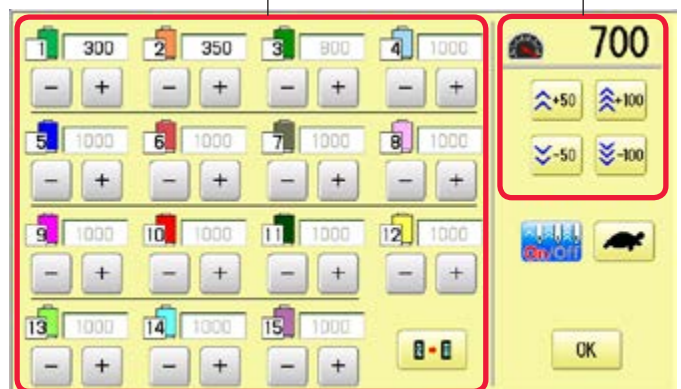 1 300 2 350 3 800 4 1000 700
- + - + - + - +
+50 +100
5 1000 6 1000 7 1000 8 1000
-50 -100
- + - + - + - +
9 1000 10 1000 11 1000 12 1000
On/Off
- + - + - + - +
13 1000 14 1000 15 1000
OK
- + - + - +